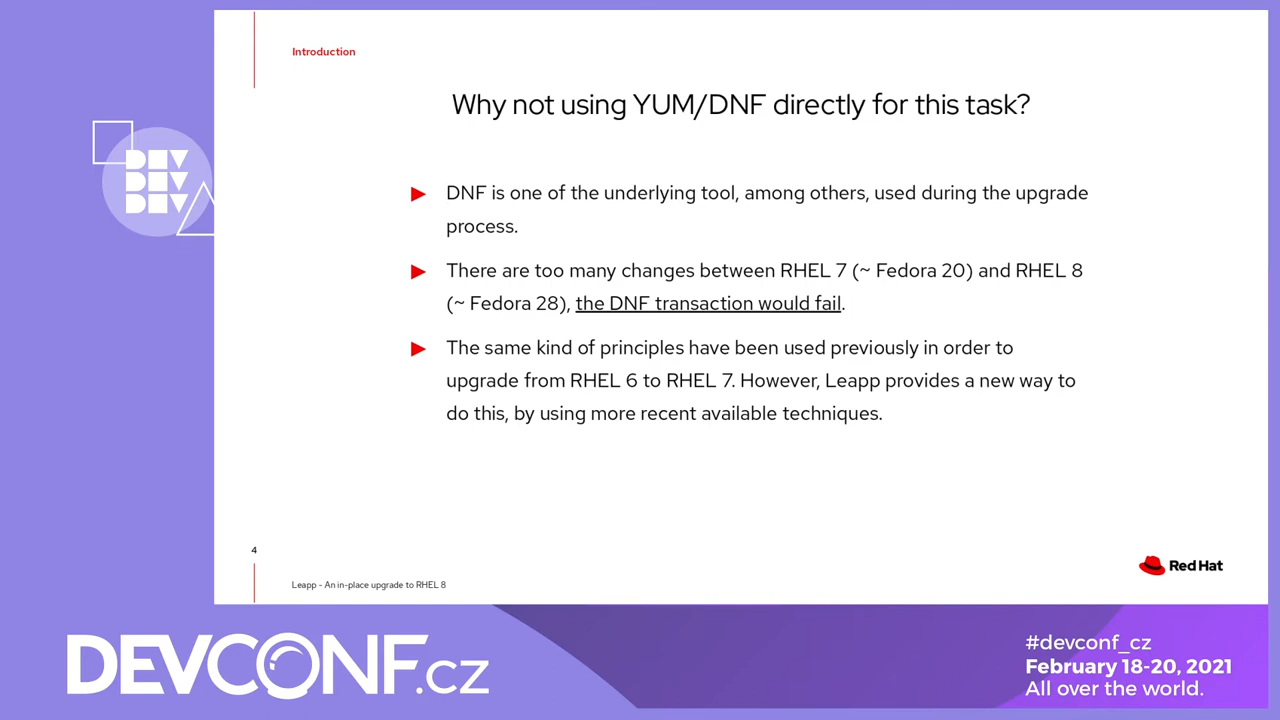 Introduction
Why not using YUM/DNF directly for this task?
DEV
DEV
DEV
DNF is one of the underlying tool, among others, used during the upgrade
process.
There are too many changes between RHEL 7 (~ Fedora 20) and RHEL 8
(~ Fedora 28), the DNF transaction would fail.
The same kind of principles have been used previously in order to
upgrade from RHEL 6 to RHEL 7. However, Leapp provides a new way to
do this, by using more recent available techniques.
4
Red Hat
Leapp - An in-place upgrade to RHEL 8
DEVCONF.cz
#devconf_cz
February 18-20, 2021
All over the world.